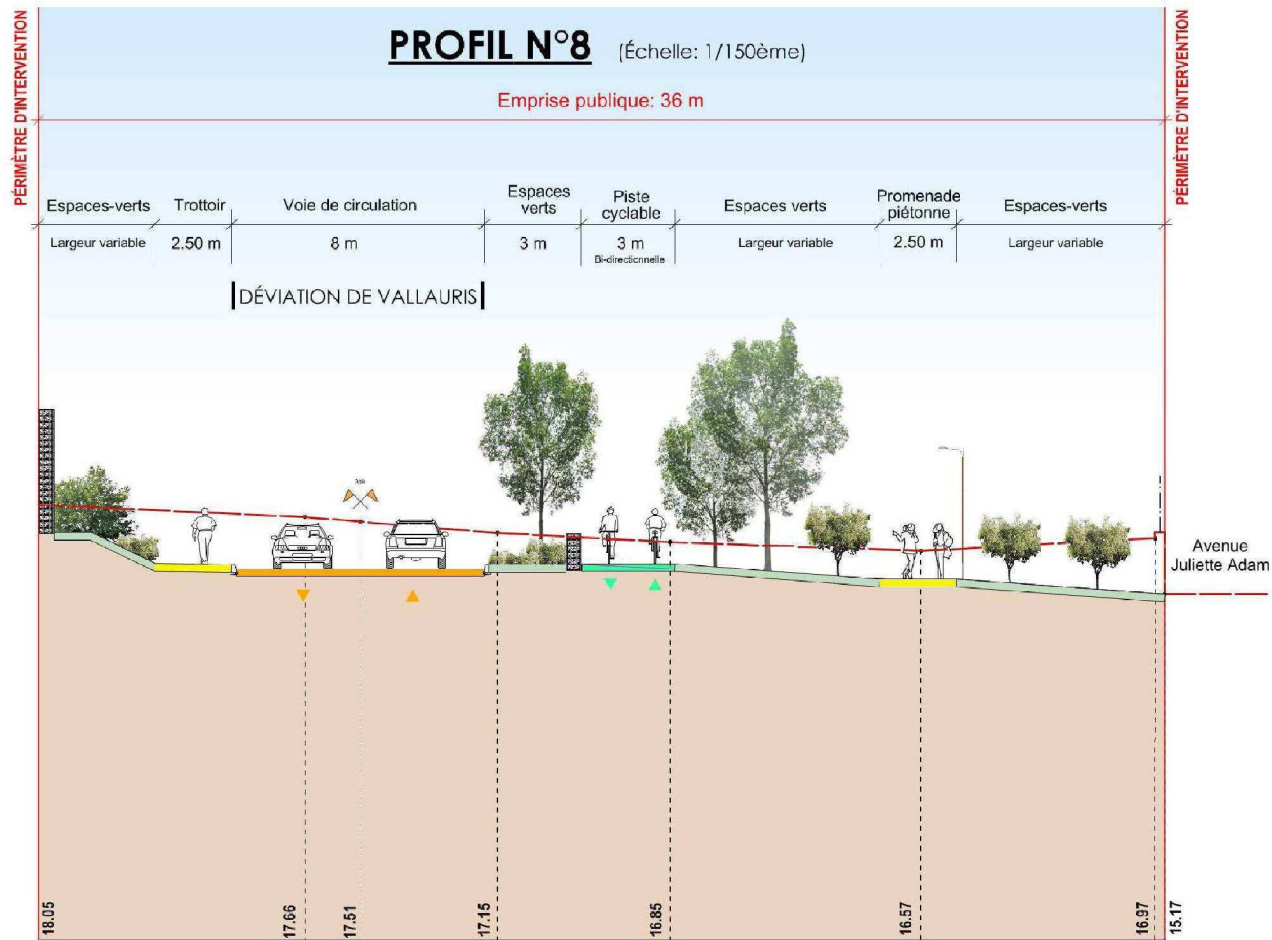 PROFIL N°8 (Échelle: 1/150ème)
Emprise publique: 36 m
PÉRIMÈTRE D'INTERVENTION
PÉRIMÈTRE D'INTERVENTION
Espaces-verts
Trottoir
Voie de circulation
Espaces
verts
Piste
cyclable
Espaces verts
Promenade
piétonne
Espaces-verts
Largeur variable
2.50 m
8 m
3 m
3 m
Bi-directionnelle
Largeur variable
2.50 m
Largeur variable
DÉVIATION DE VALLAURIS
Avenue
Juliette Adam
18.05
17.66
17.51
17.15
16.85
16.57
16.97
15.17